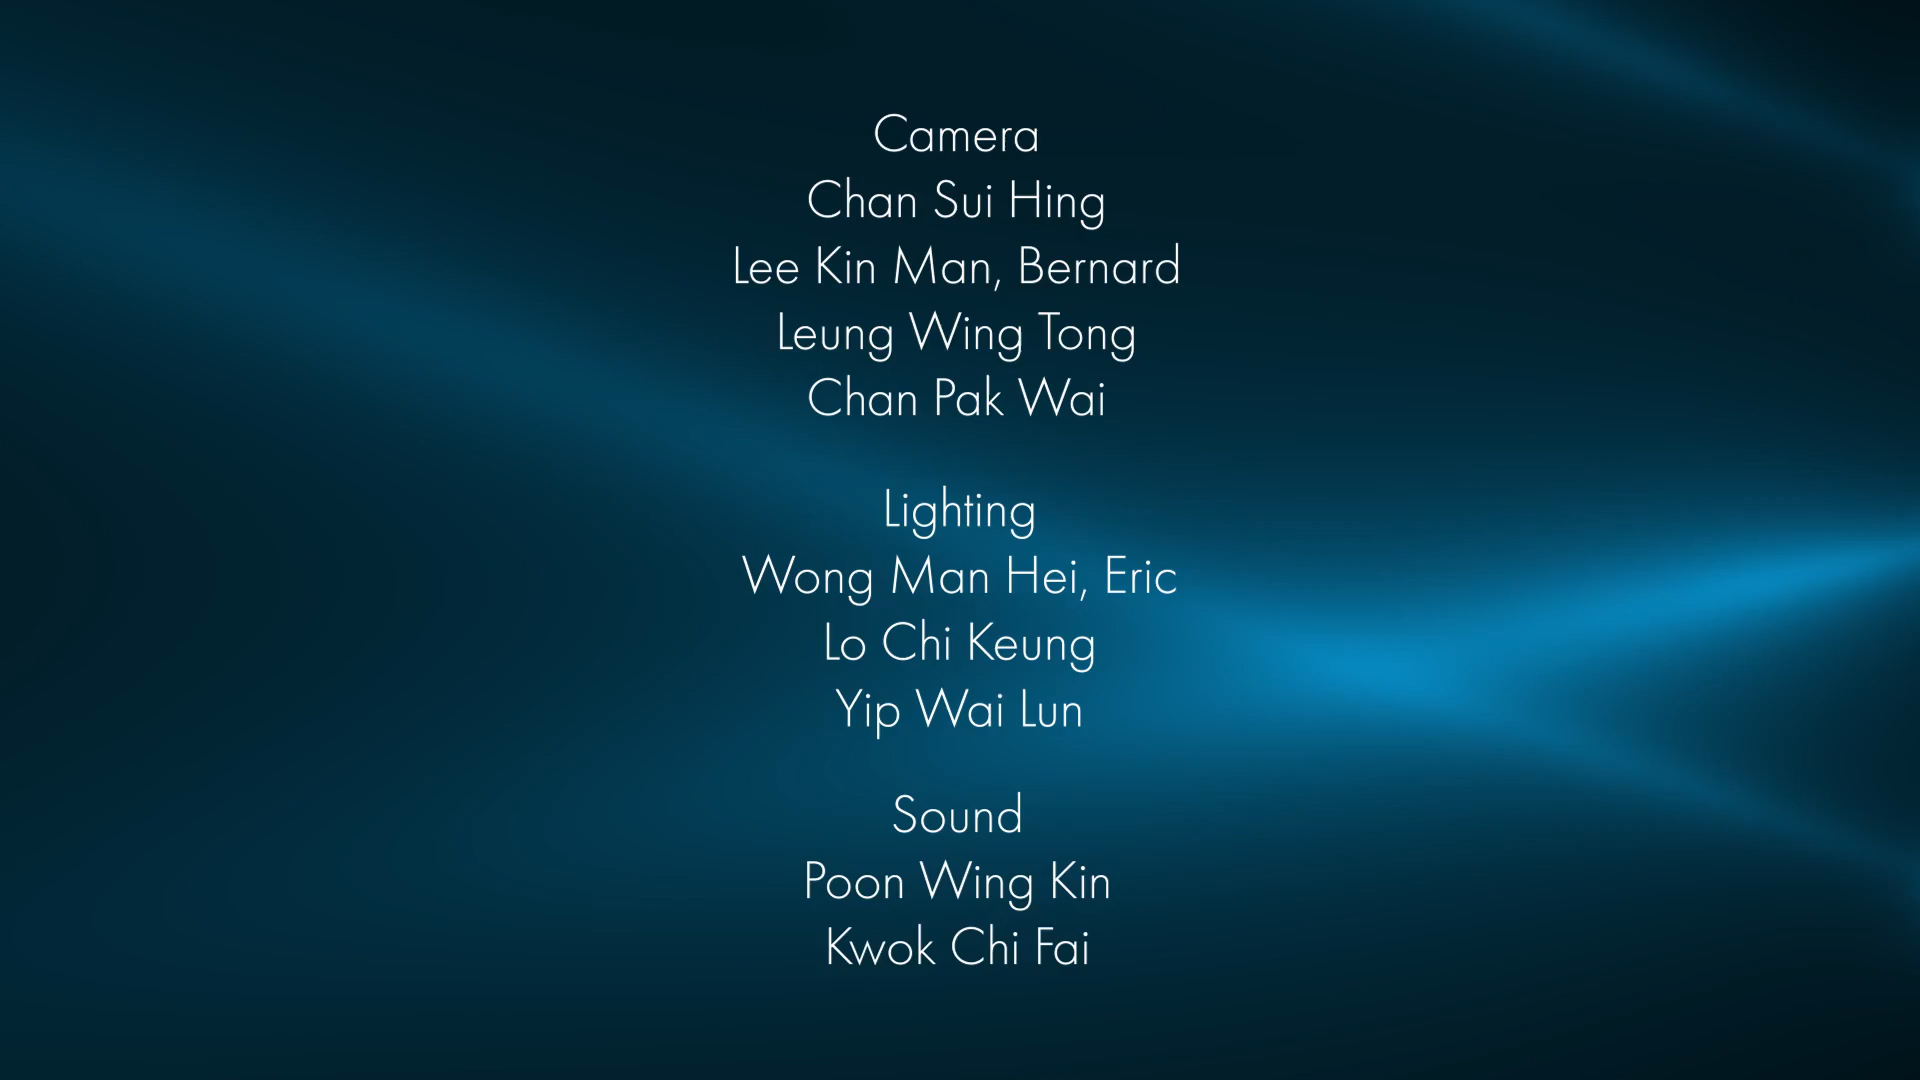 Camera
Chan Sui Hing
Lee Kin Man, Bernard
Leung Wing Tong
Chan Pak Wai
Lighting
Wong Man Hei, Eric
Lo Chi Keung
Yip Wai Lun
Sound
Poon Wing Kin
Kwok Chi Fai